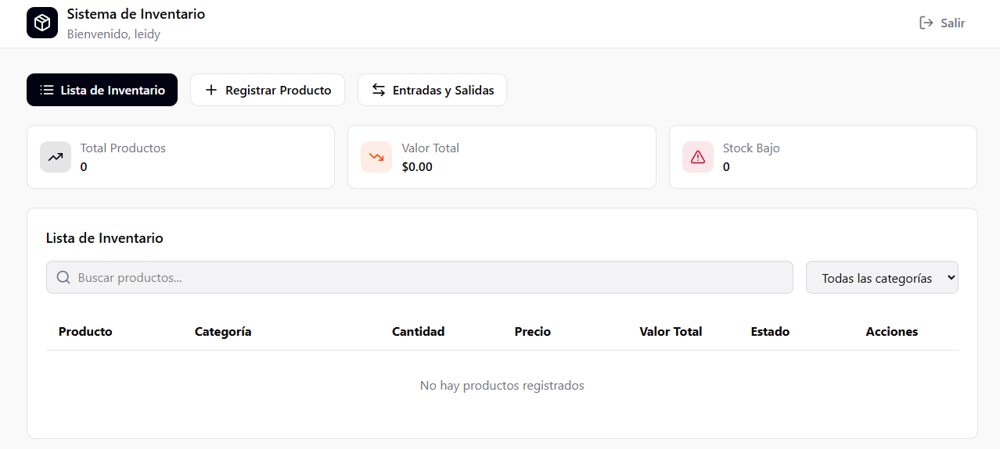 Sistema de Inventario
Bienvenido, leidy
Salir
Lista de Inventario
Registrar Producto
Entradas y Salidas
Total Productos
0
Valor Total
$0.00
Stock Bajo
0
Lista de Inventario
Buscar productos...
Todas las categorías
Producto Categoría Cantidad Precio Valor Total Estado Acciones
No hay productos registrados